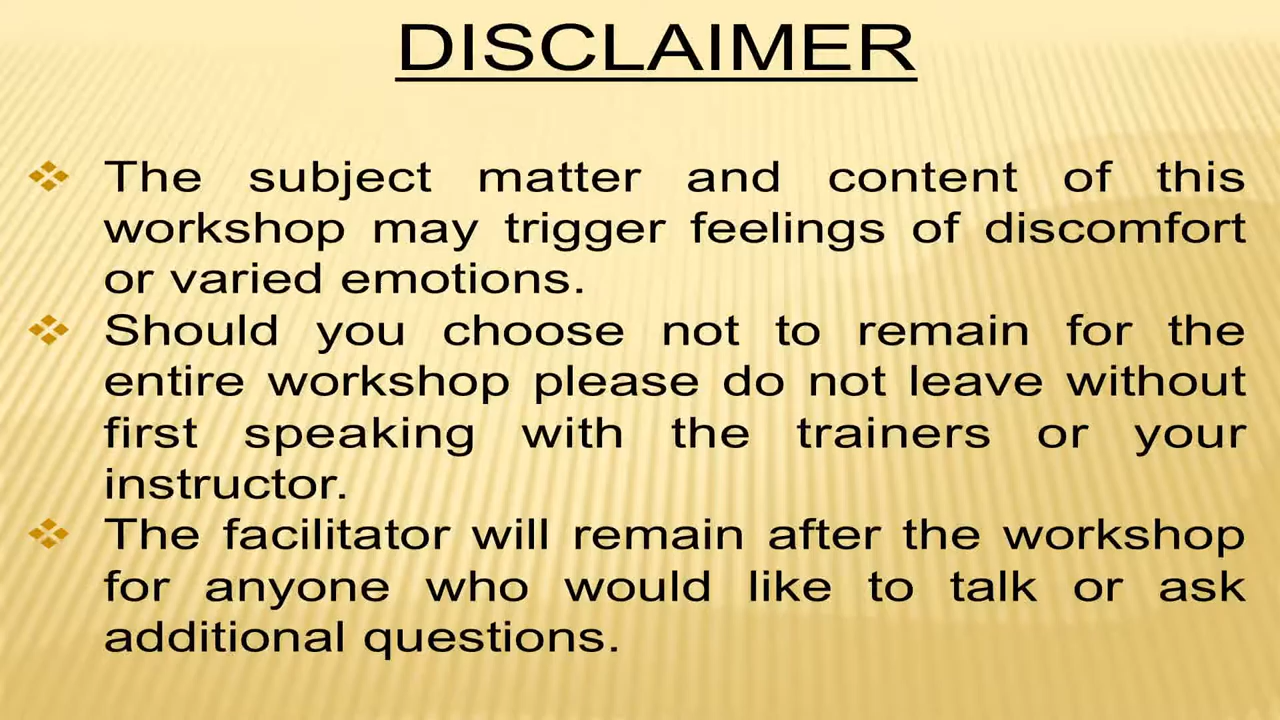 DISCLAIMER
The subject matter and content of this
workshop may trigger feelings of discomfort
or varied emotions.
Should you choose not to remain for the
entire workshop please do not leave without
first speaking with the trainers or your
instructor.
The facilitator will remain after the workshop
for anyone who would like to talk or ask
additional questions.